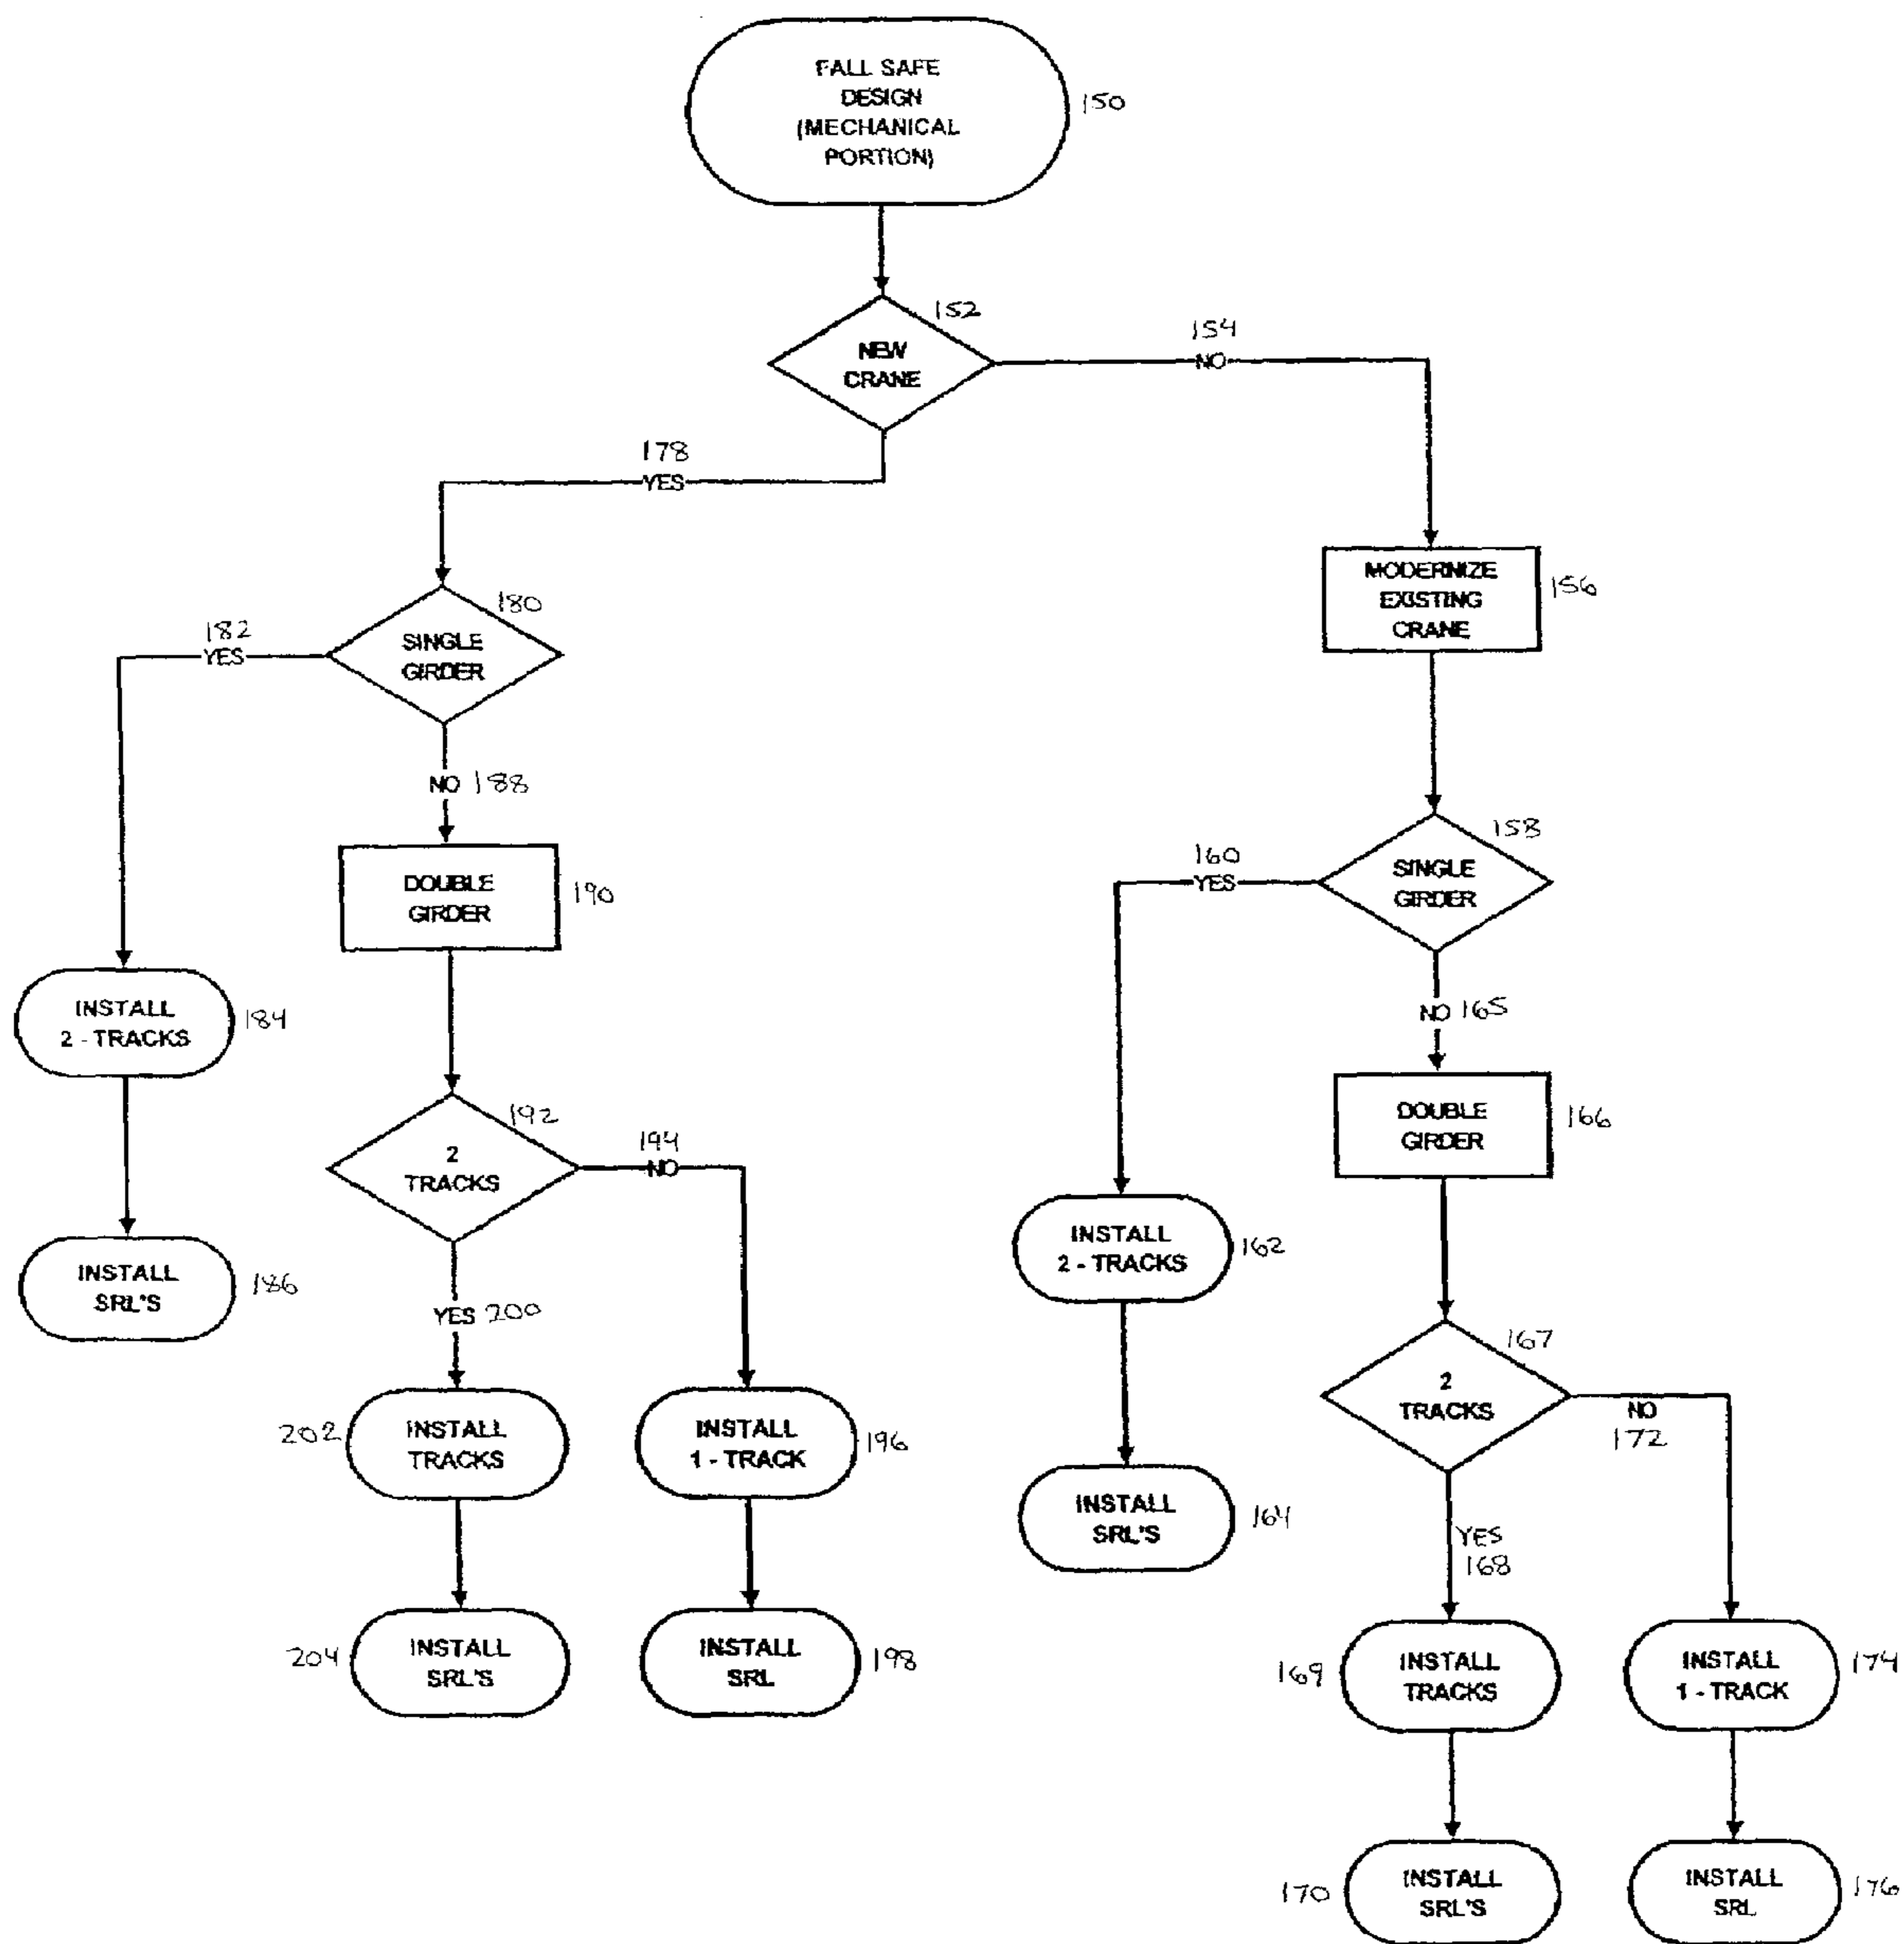 FALL SAFE
DESIGN
(MECHANICAL
PORTION)
150
152
NEW
CRANE
154
NO
178
YES
MODERNIZE
EXISTING
CRANE
156
180
SINGLE
GIRDER
182
YES
NO 188
158
SINGLE
GIRDER
160
YES
DOUBLE
GIRDER
190
NO 165
INSTALL
2 - TRACKS
184
DOUBLE
GIRDER
166
192
2
TRACKS
194
NO
INSTALL
2 - TRACKS
162
INSTALL
SRL'S
186
YES 200
167
2
TRACKS
NO
172
202
INSTALL
TRACKS
INSTALL
1 - TRACK
196
INSTALL
SRL'S
164
YES
168
204
INSTALL
SRL'S
INSTALL
SRL
198
169
INSTALL
TRACKS
INSTALL
1 - TRACK
174
170
INSTALL
SRL'S
INSTALL
SRL
176